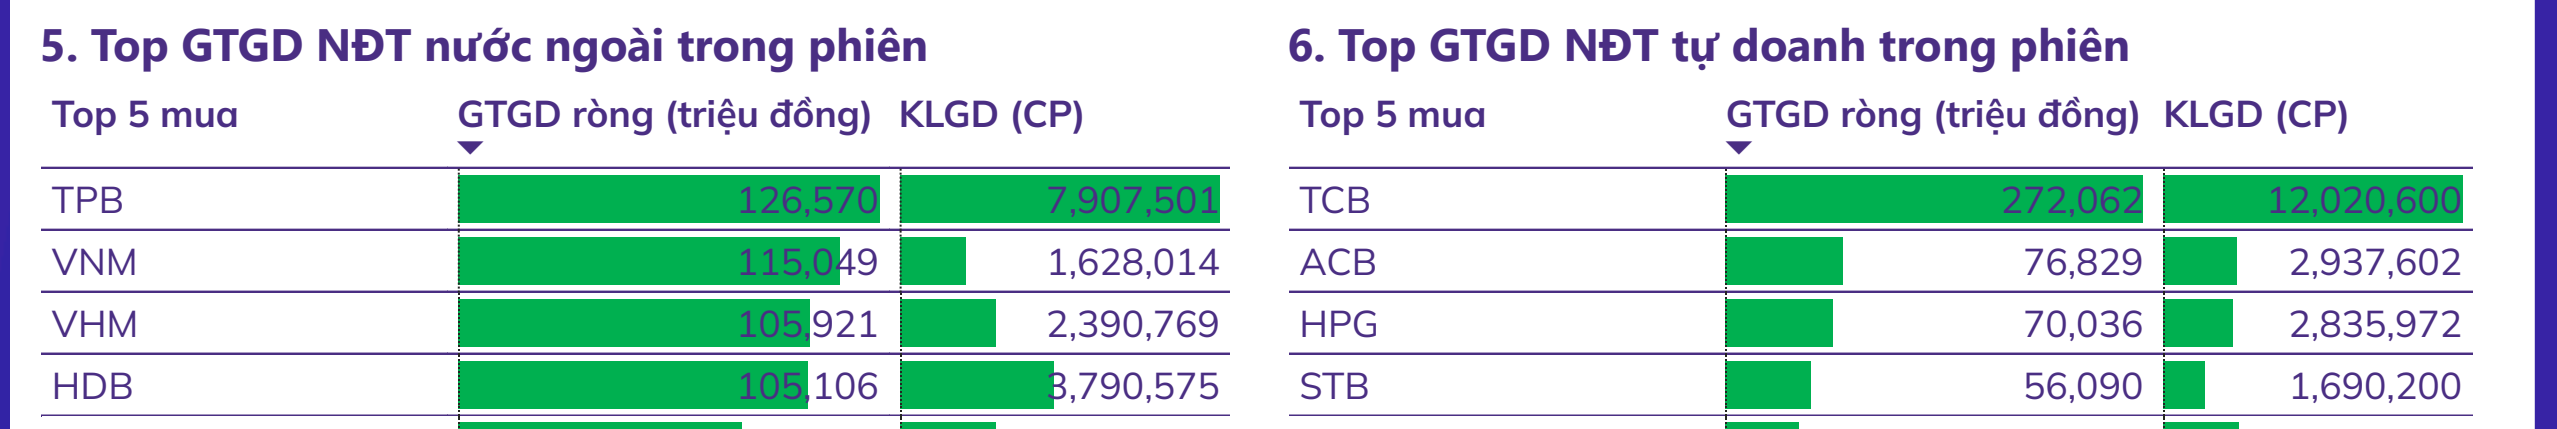 5. Top GTGD NĐT nước ngoài trong phiên
Top 5 mua GTGD ròng (triệu đồng) KLGD (CP)
TPB 126,570 7,907,501
VNM 115,049 1,628,014
VHM 105,921 2,390,769
HDB 105,106 3,790,575
6. Top GTGD NĐT tự doanh trong phiên
Top 5 mua GTGD ròng (triệu đồng) KLGD (CP)
TCB 272,062 12,020,600
ACB 76,829 2,937,602
HPG 70,036 2,835,972
STB 56,090 1,690,200